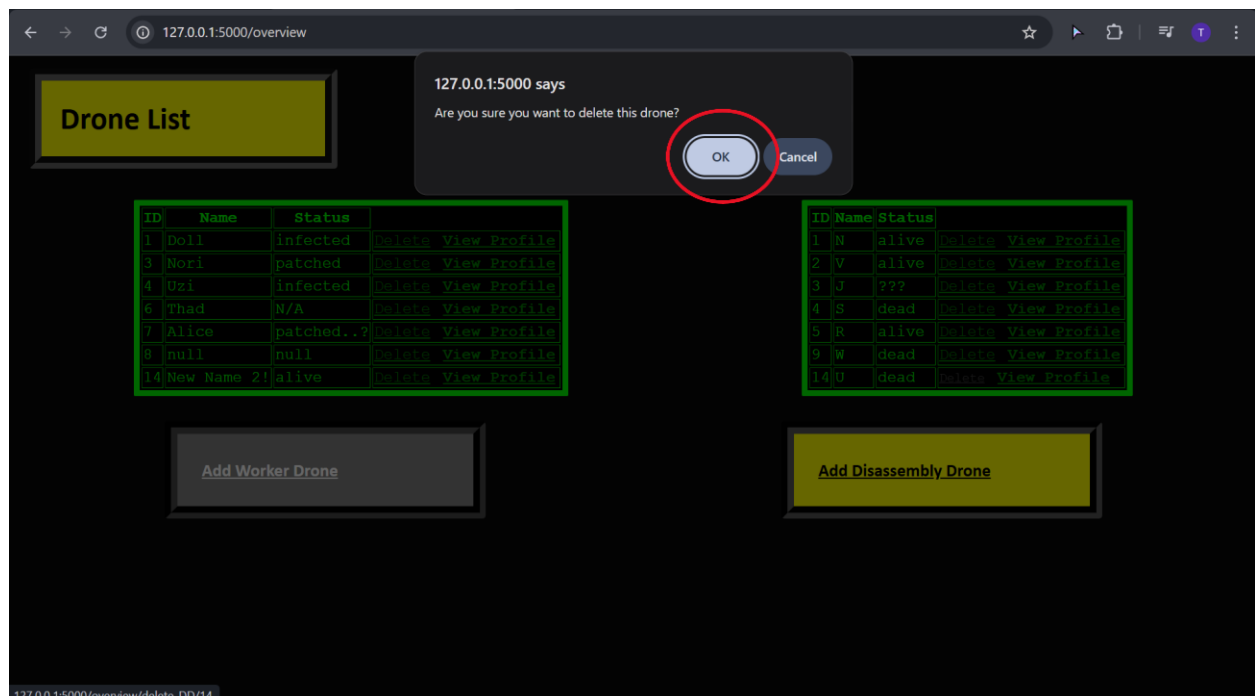 127.0.0.1:5000/overview
T
127.0.0.1:5000 says
Are you sure you want to delete this drone?
OK
Cancel
Drone List
ID Name Status
1 Doll infected Delete View Profile
3 Nori patched Delete View Profile
4 Uzi infected Delete View Profile
6 Thad N/A Delete View Profile
7 Alice patched..? Delete View Profile
8 null null Delete View Profile
14 New Name 2! alive Delete View Profile
ID Name Status
1 N alive Delete View Profile
2 V alive Delete View Profile
3 J ??? Delete View Profile
4 S dead Delete View Profile
5 R alive Delete View Profile
9 W dead Delete View Profile
14 U dead Delete View Profile
Add Worker Drone
Add Disassembly Drone
127.0.0.1:5000/overview/delete_DD/14